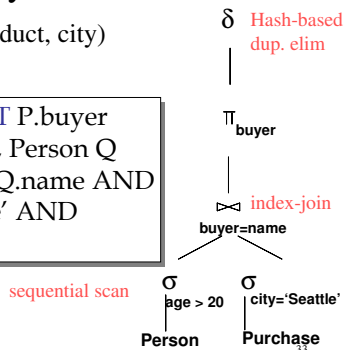 duct, city)
T P.buyer
Person Q
Q.name AND
' AND
δ Hash-based
dup. elim
π buyer
⋈ index-join
buyer=name
sequential scan
σ age > 20
σ city='Seattle'
Person
Purchase
33